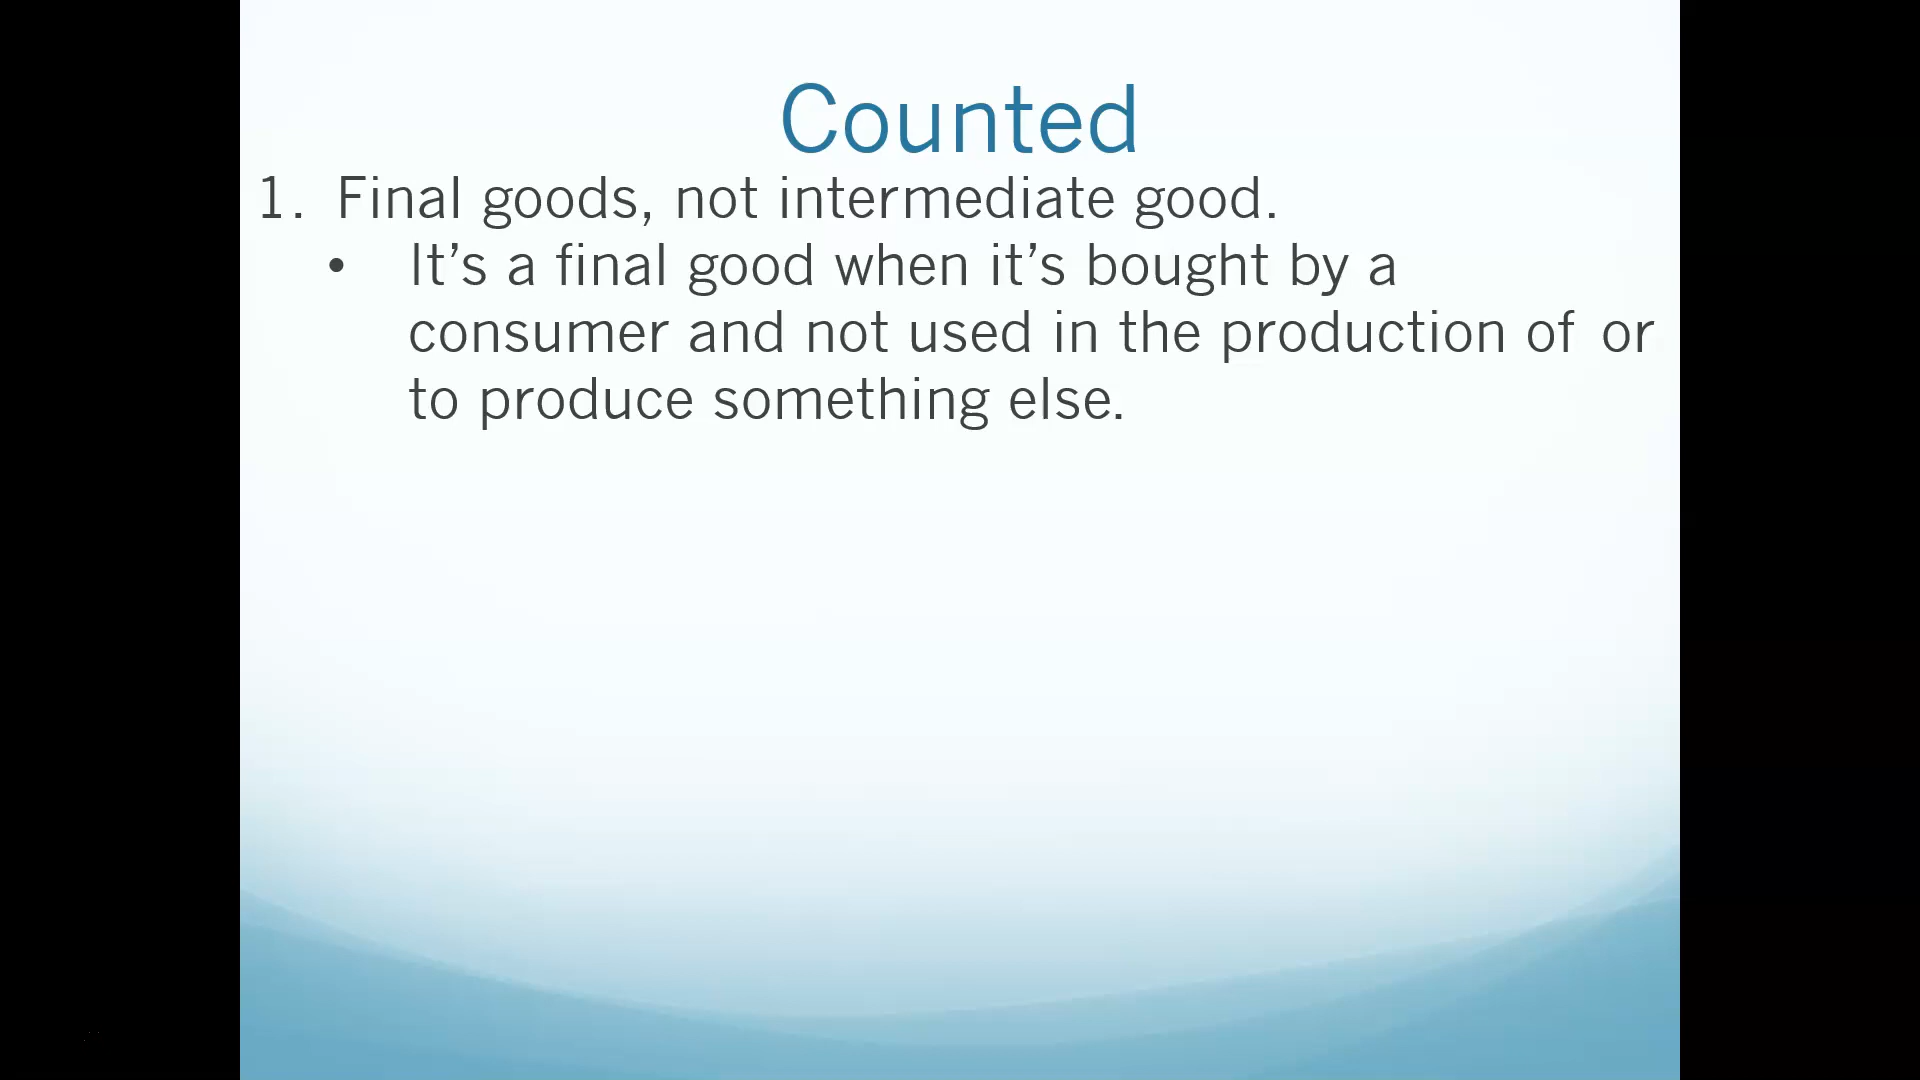 Counted
1. Final goods, not intermediate good.
• It’s a final good when it’s bought by a
consumer and not used in the production of or
to produce something else.